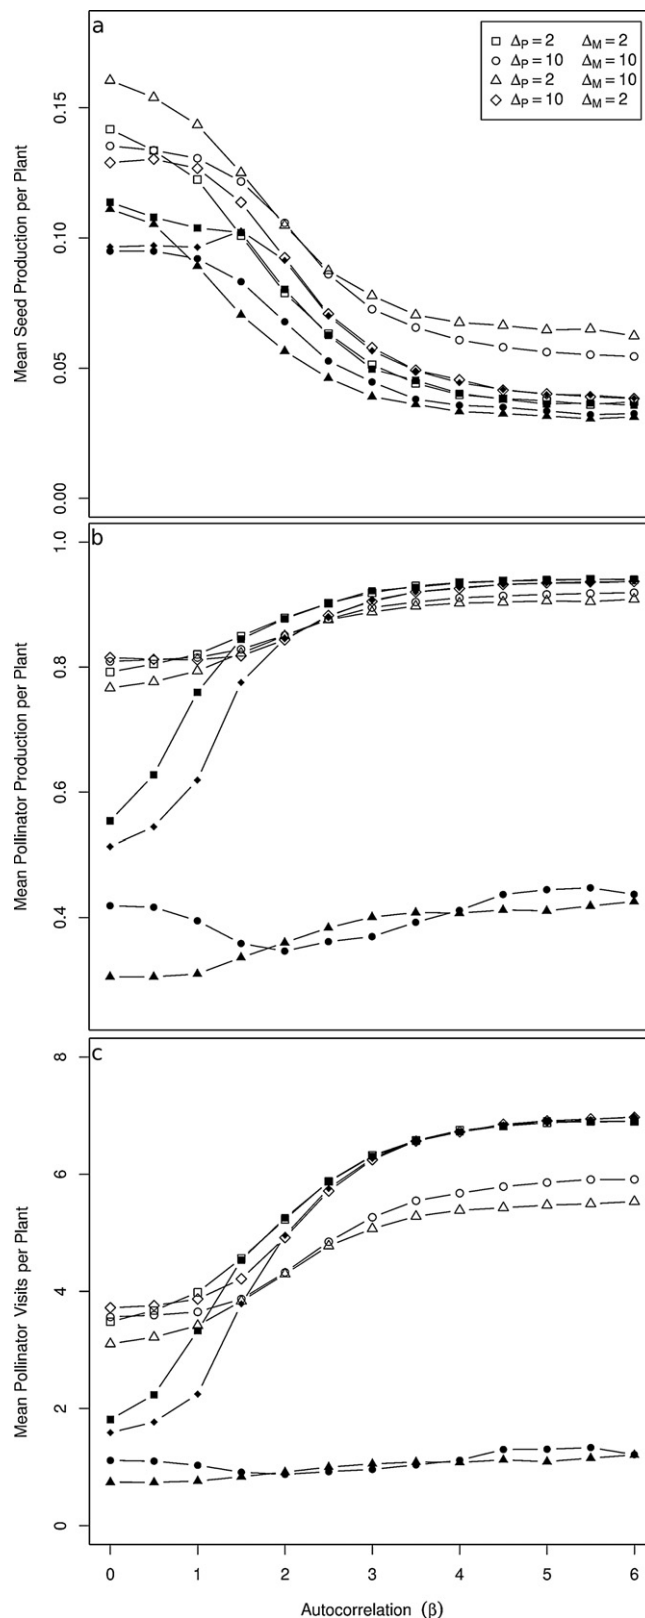 a
ΔP = 2 ΔM = 2
ΔP = 10 ΔM = 10
ΔP = 2 ΔM = 10
ΔP = 10 ΔM = 2
0.15
0.10
0.05
0.00
Mean Seed Production per Plant
b
1.0
0.8
0.6
0.4
Mean Pollinator Production per Plant
c
8
6
4
2
0
Mean Pollinator Visits per Plant
0 1 2 3 4 5 6
Autocorrelation (β)